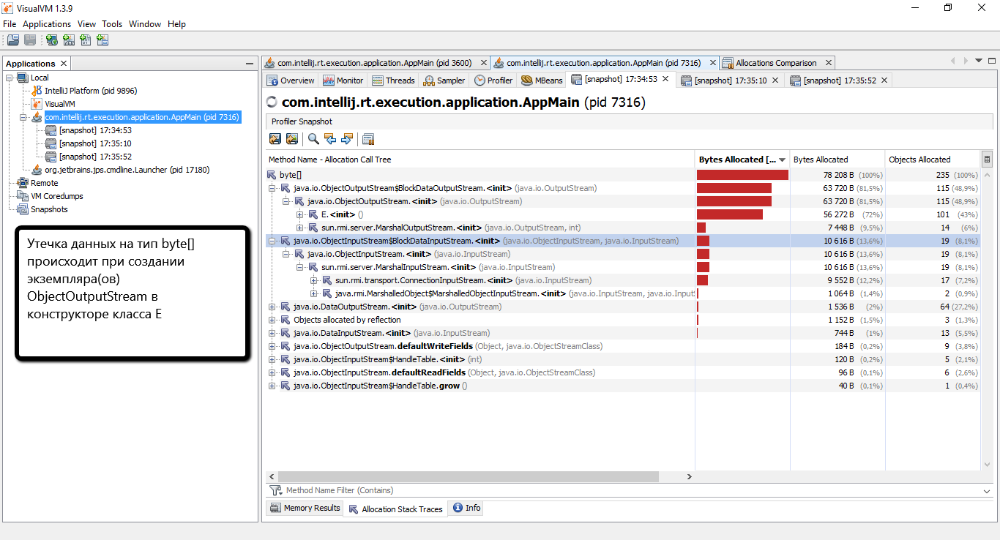 VisualVM 1.3.9
File Applications View Tools Window Help
Applications
Local
IntelliJ Platform (pid 9896)
VisualVM
com.intellij.rt.execution.application.AppMain (pid 7316)
[snapshot] 17:34:53
[snapshot] 17:35:10
[snapshot] 17:35:52
org.jetbrains.jps.cmdline.Launcher (pid 17180)
Remote
VM Coredumps
Snapshots
Утечка данных на тип byte[]
происходит при создании
экземпляра(ов)
ObjectOutputStream в
конструкторе класса E
com.intellij.rt.execution.application.AppMain (pid 3600) com.intellij.rt.execution.application.AppMain (pid 7316) Allocations Comparison
Overview Monitor Threads Sampler Profiler MBeans [snapshot] 17:34:53 [snapshot] 17:35:10 [snapshot] 17:35:52
com.intellij.rt.execution.application.AppMain (pid 7316)
Profiler Snapshot
Method Name - Allocation Call Tree Bytes Allocated [... Bytes Allocated Objects Allocated
byte[] 78 208 B (100%) 235 (100%)
java.io.ObjectOutputStream$BlockDataOutputStream.<init> (java.io.OutputStream) 63 720 B (81,5%) 115 (48,9%)
java.io.ObjectOutputStream.<init> (java.io.OutputStream) 63 720 B (81,5%) 115 (48,9%)
E.<init> () 56 272 B (72%) 101 (43%)
sun.rmi.server.MarshalOutputStream.<init> (java.io.OutputStream, int) 7 448 B (9,5%) 14 (6%)
java.io.ObjectInputStream$BlockDataInputStream.<init> (java.io.ObjectInputStream, java.io.InputStream) 10 616 B (13,6%) 19 (8,1%)
java.io.ObjectInputStream.<init> (java.io.InputStream) 10 616 B (13,6%) 19 (8,1%)
sun.rmi.server.MarshalInputStream.<init> (java.io.InputStream) 10 616 B (13,6%) 19 (8,1%)
sun.rmi.transport.ConnectionInputStream.<init> (java.io.InputStream) 9 552 B (12,2%) 17 (7,2%)
java.rmi.MarshalledObject$MarshalledObjectInputStream.<init> (java.io.InputStream, java.io.Input 1 064 B (1,4%) 2 (0,9%)
java.io.DataOutputStream.<init> (java.io.OutputStream) 1 536 B (2%) 64 (27,2%)
Objects allocated by reflection 1 152 B (1,5%) 3 (1,3%)
java.io.DataInputStream.<init> (java.io.InputStream) 744 B (1%) 13 (5,5%)
java.io.ObjectOutputStream.defaultWriteFields (Object, java.io.ObjectStreamClass) 184 B (0,2%) 9 (3,8%)
java.io.ObjectInputStream$HandleTable.<init> (int) 120 B (0,2%) 5 (2,1%)
java.io.ObjectInputStream.defaultReadFields (Object, java.io.ObjectStreamClass) 96 B (0,1%) 6 (2,6%)
java.io.ObjectInputStream$HandleTable.grow () 40 B (0,1%) 1 (0,4%)
Method Name Filter (Contains)
Memory Results Allocation Stack Traces Info